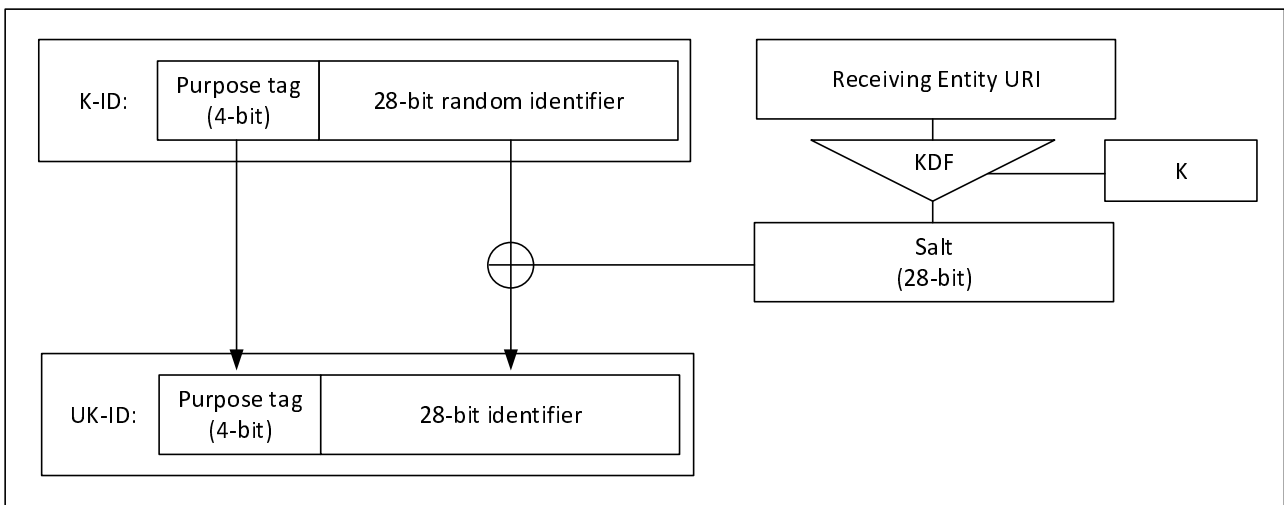 K-ID:
Purpose tag
(4-bit)
28-bit random identifier
Receiving Entity URI
KDF
K
Salt
(28-bit)
UK-ID:
Purpose tag
(4-bit)
28-bit identifier